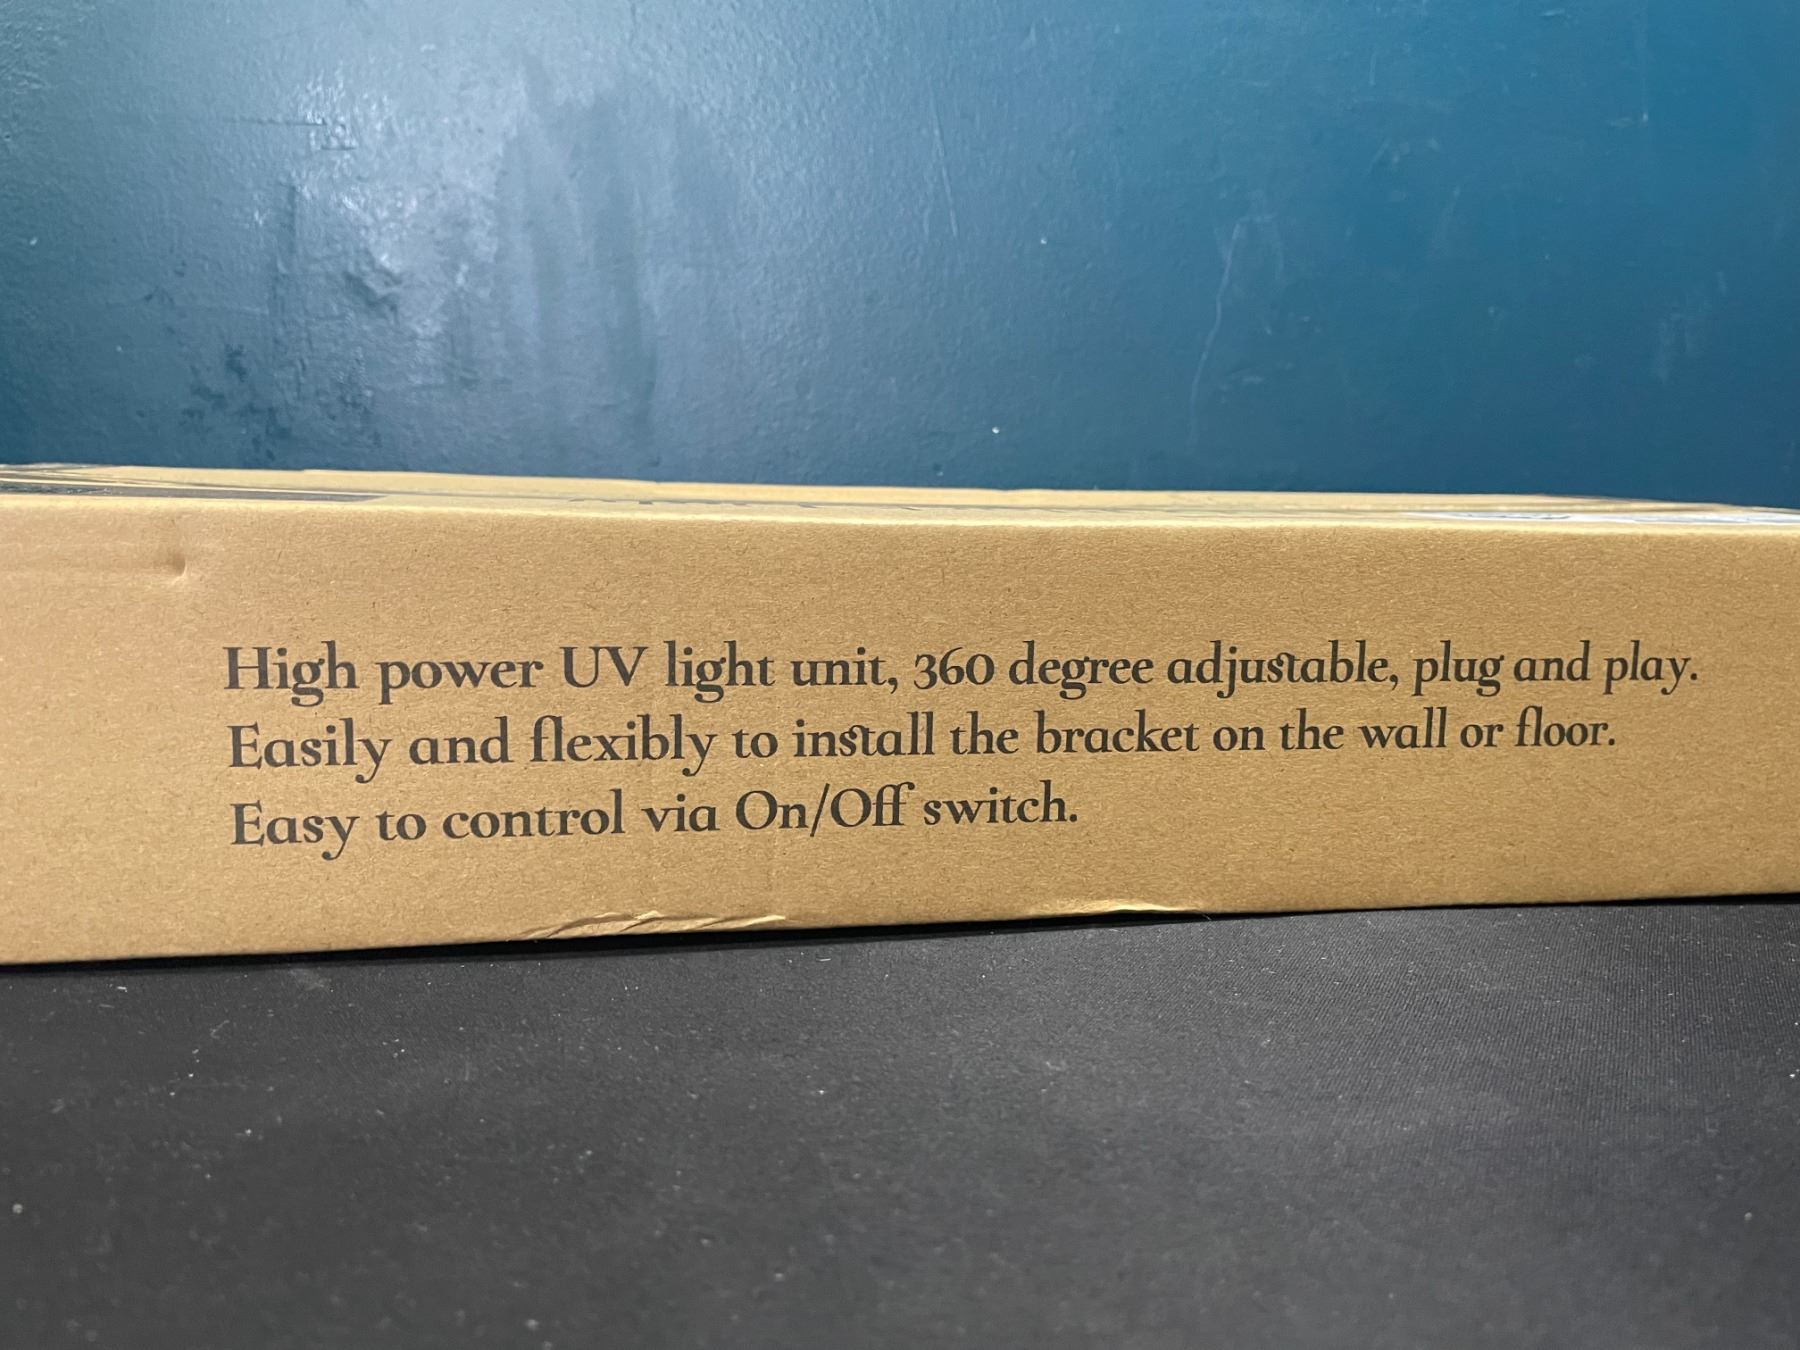 High power UV light unit, 360 degree adjustable, plug and play.
Easily and flexibly to install the bracket on the wall or floor.
Easy to control via On/Off switch.